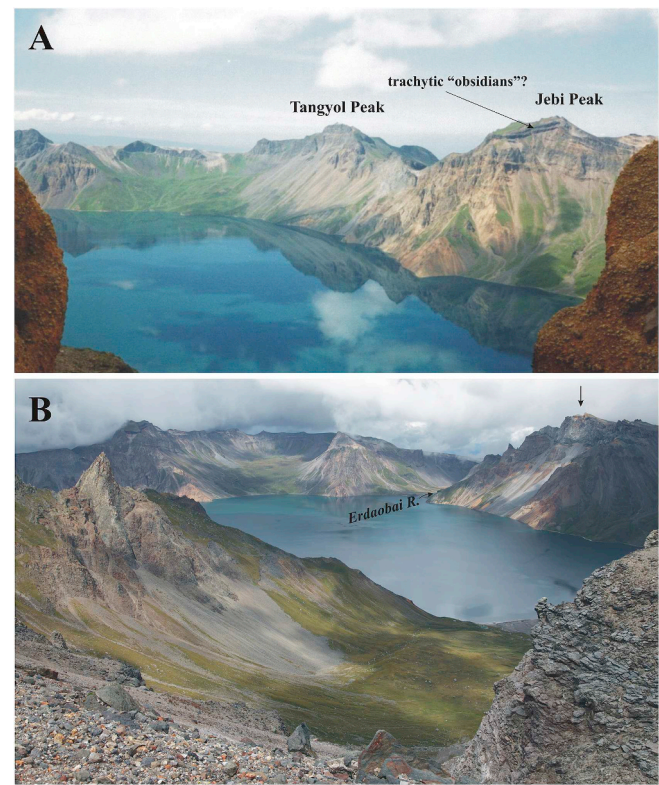 A
trachytic "obsidians"?
Jebi Peak
Tangyol Peak
B
Erdaobai R.